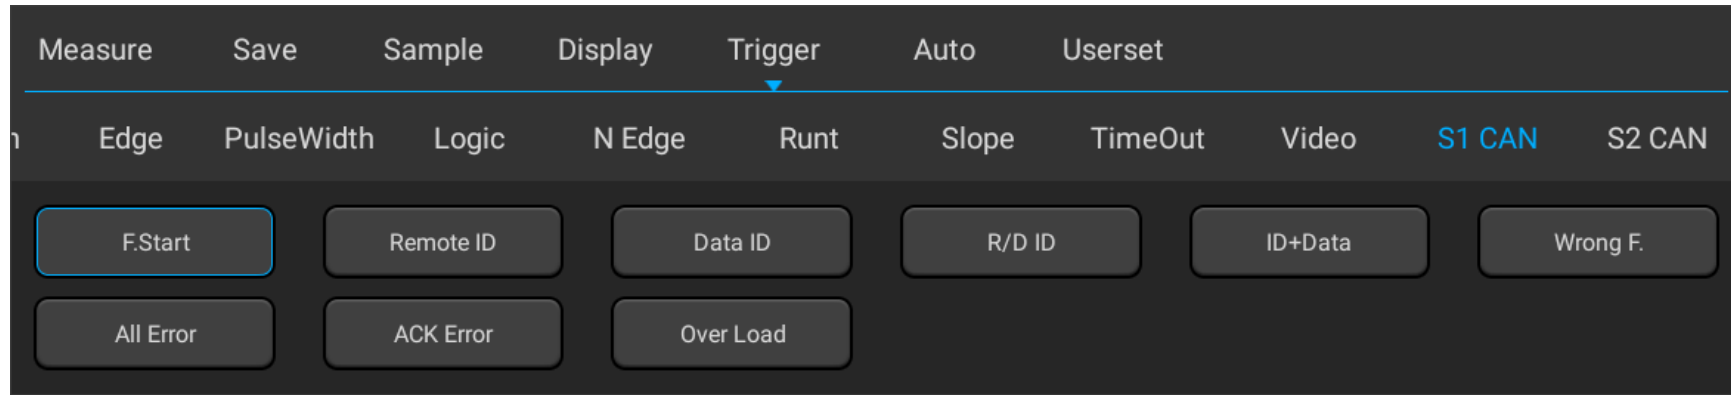 Measure Save Sample Display Trigger Auto Userset
Edge PulseWidth Logic N Edge Runt Slope TimeOut Video S1 CAN S2 CAN
F.Start Remote ID Data ID R/D ID ID+Data Wrong F.
All Error ACK Error Over Load